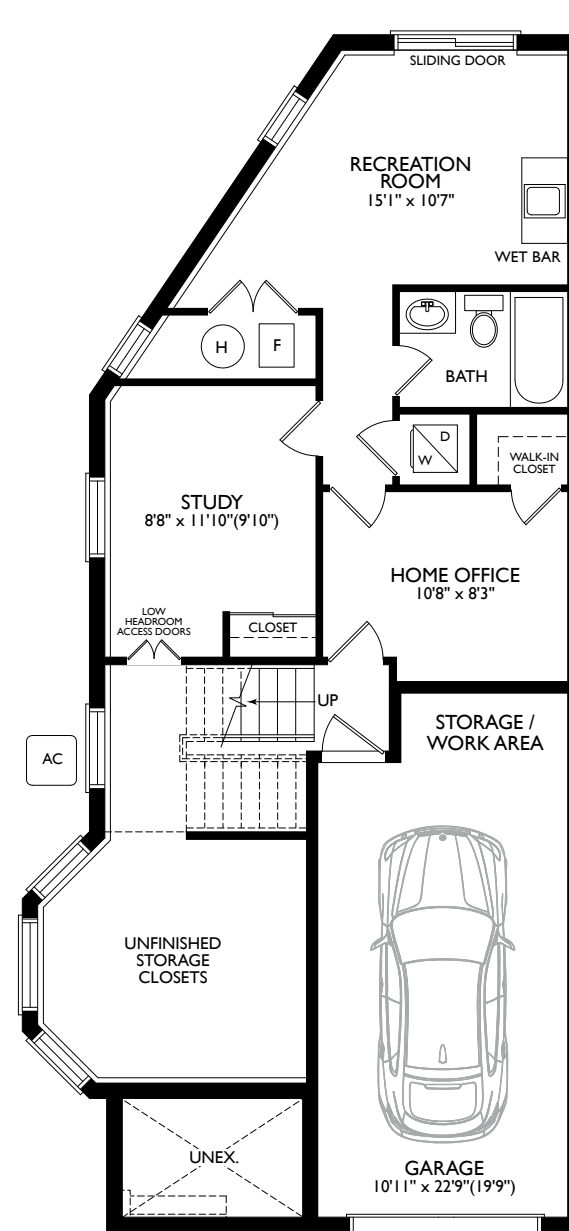 SLIDING DOOR
RECREATION
ROOM
15'1" x 10'7"
WET BAR
H
F
BATH
D
W
WALK-IN
CLOSET
STUDY
8'8" x 11'10"(9'10")
HOME OFFICE
10'8" x 8'3"
LOW
HEADROOM
ACCESS DOORS
CLOSET
UP
STORAGE /
WORK AREA
AC
UNFINISHED
STORAGE
CLOSETS
UNEX.
GARAGE
10'11" x 22'9"(19'9")